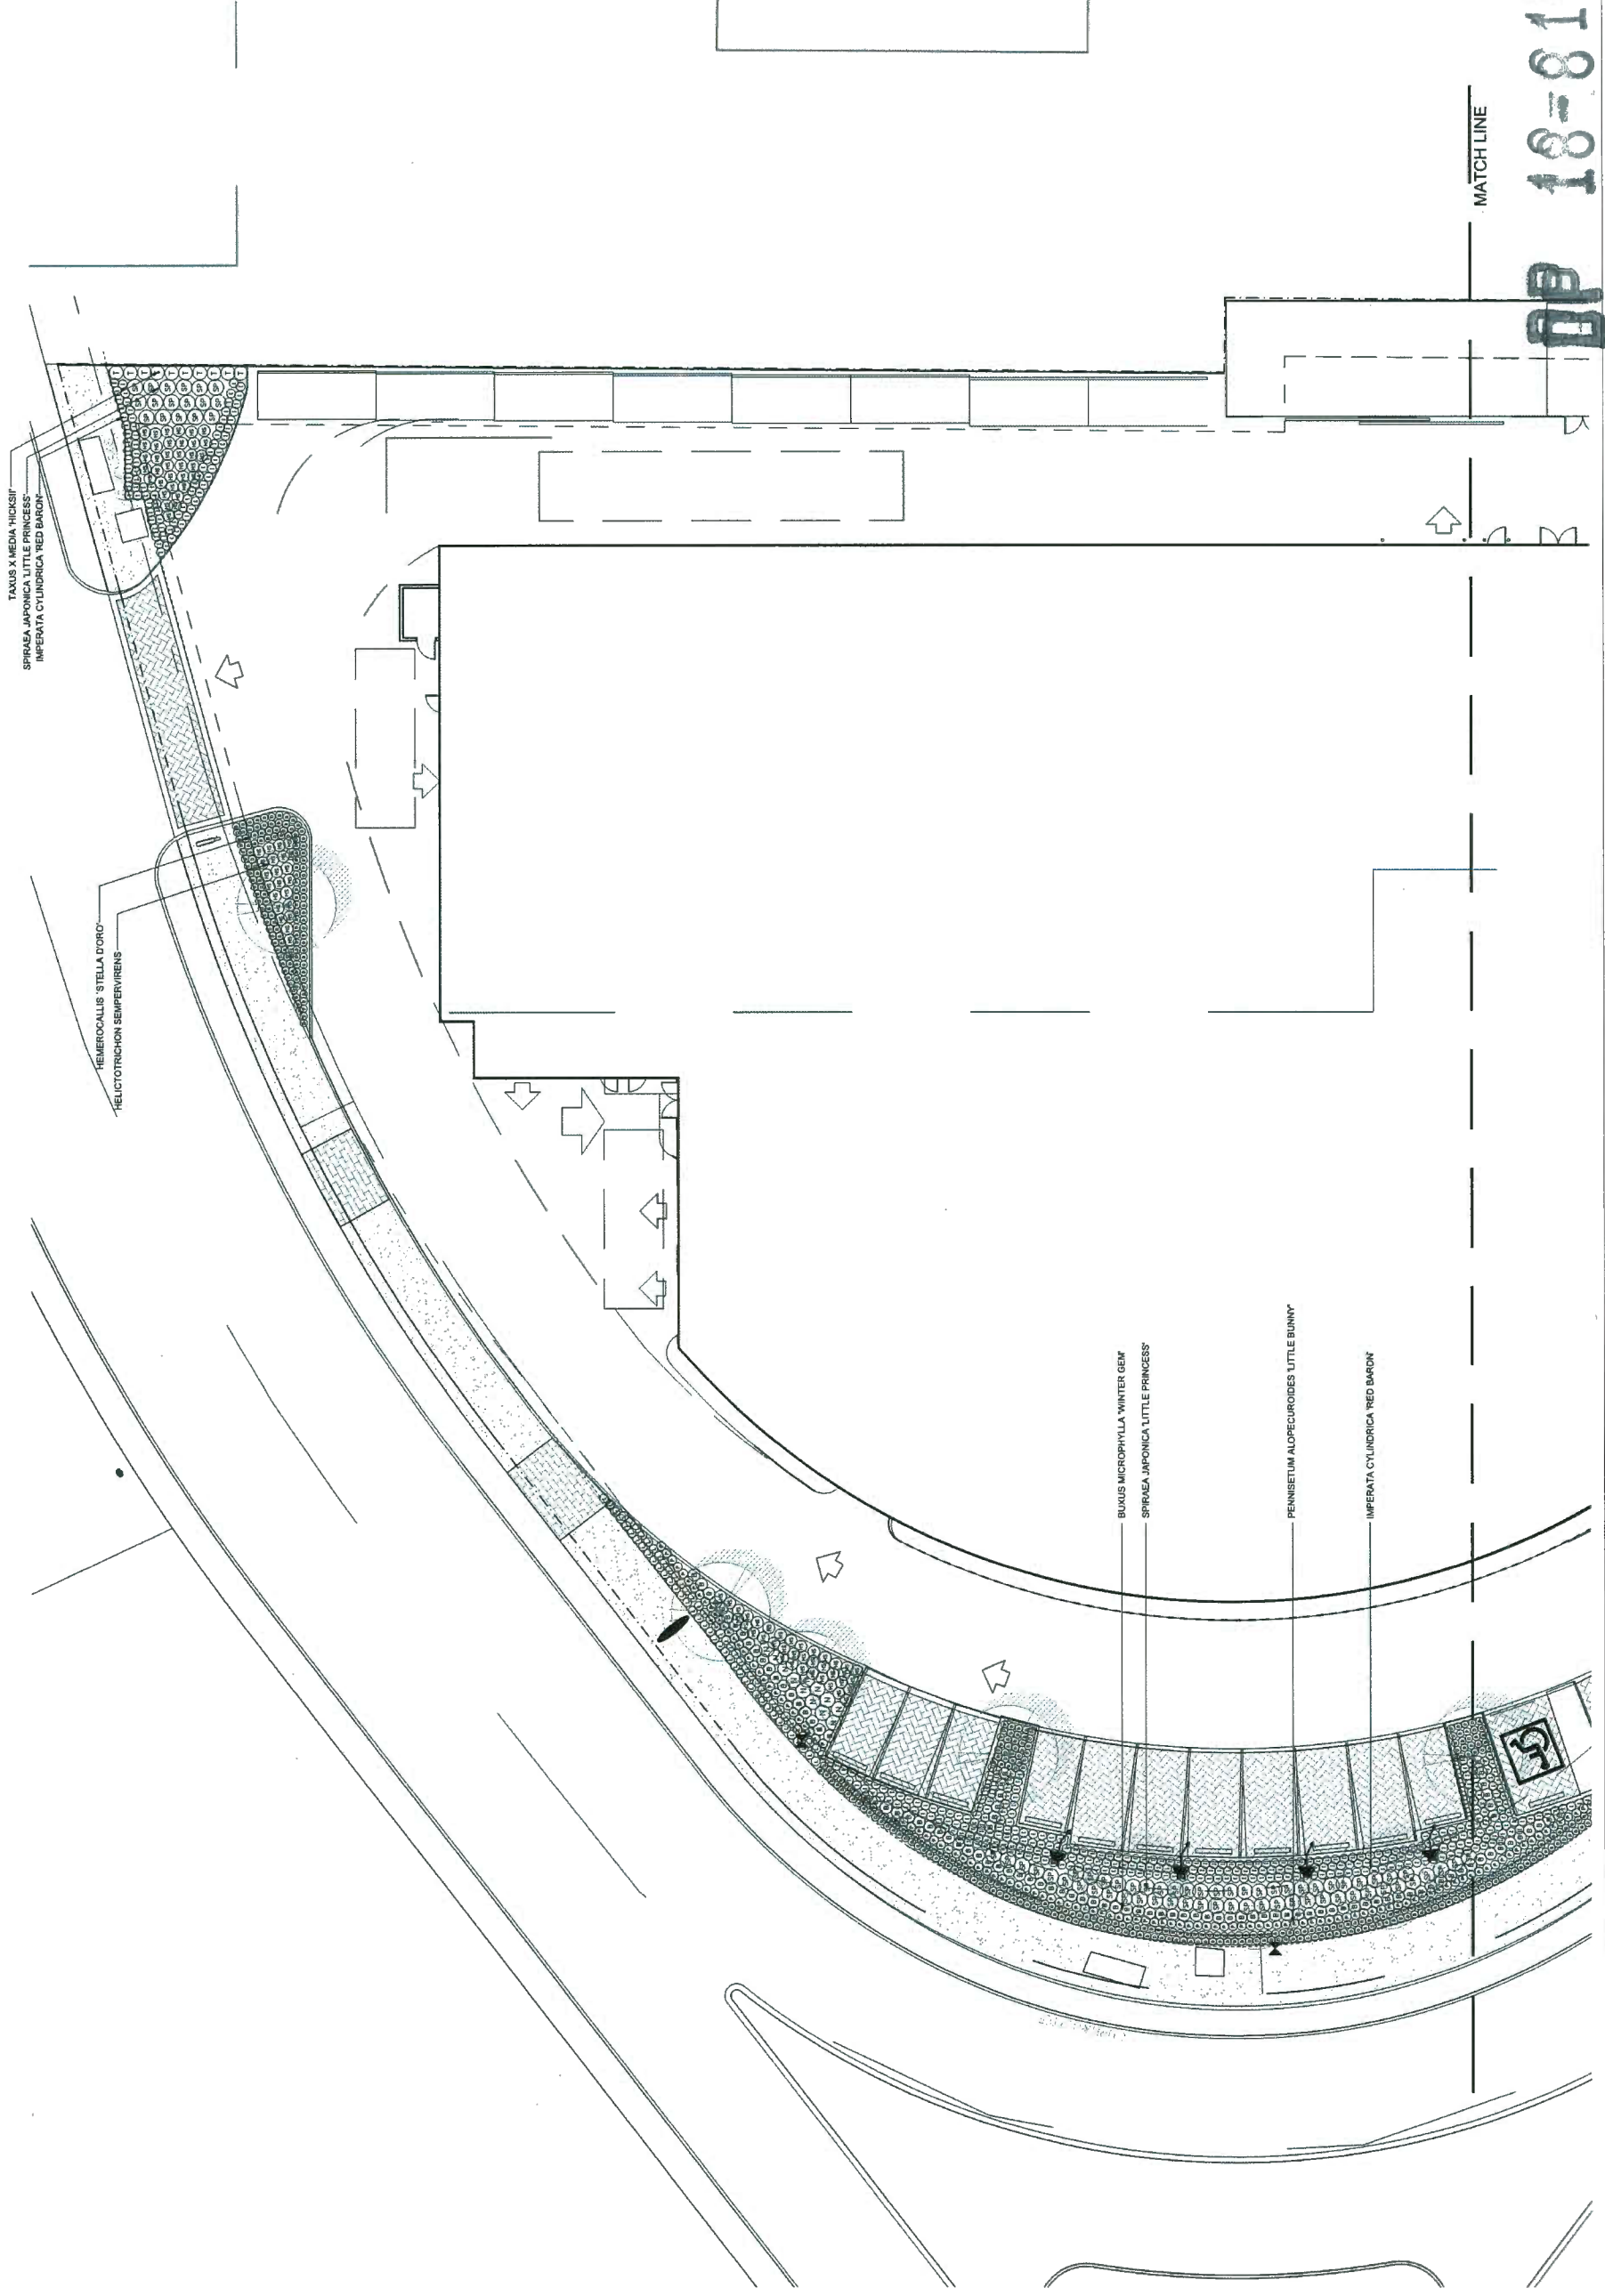 TAXUS X MEDIA 'HICKSII'
SPIRAEA JAPONICA 'LITTLE PRINCESS'
IMPERATA CYLINDRICA 'RED BARON'
HEMEROCALLIS 'STELLA D'ORO'
HELICTOTRICHON SEMPERVIRENS
BUXUS MICROPHYLLA 'WINTER GEM'
SPIRAEA JAPONICA 'LITTLE PRINCESS'
PENNISETUM ALOPECUROIDES 'LITTLE BUNNY'
IMPERATA CYLINDRICA 'RED BARON'
MATCH LINE
DP 18-81